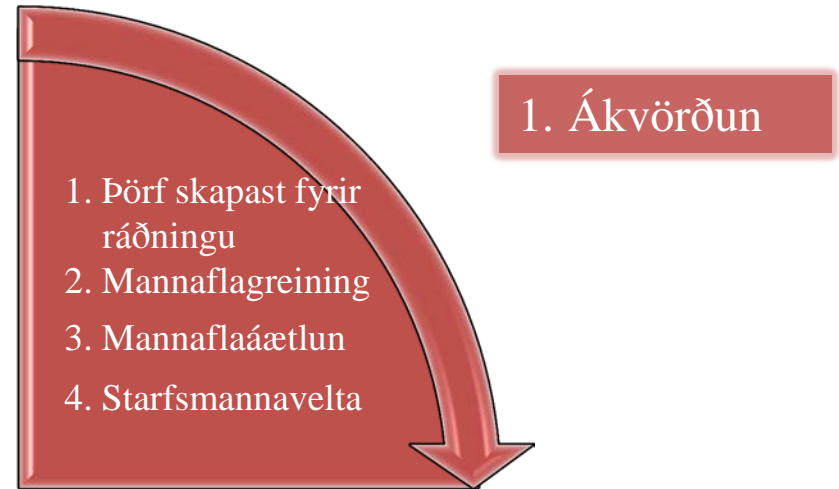 1. Ákvörðun
1. Þörf skapast fyrir
ráðningu
2. Mannaflagreining
3. Mannaflaáætlun
4. Starfsmannavelta